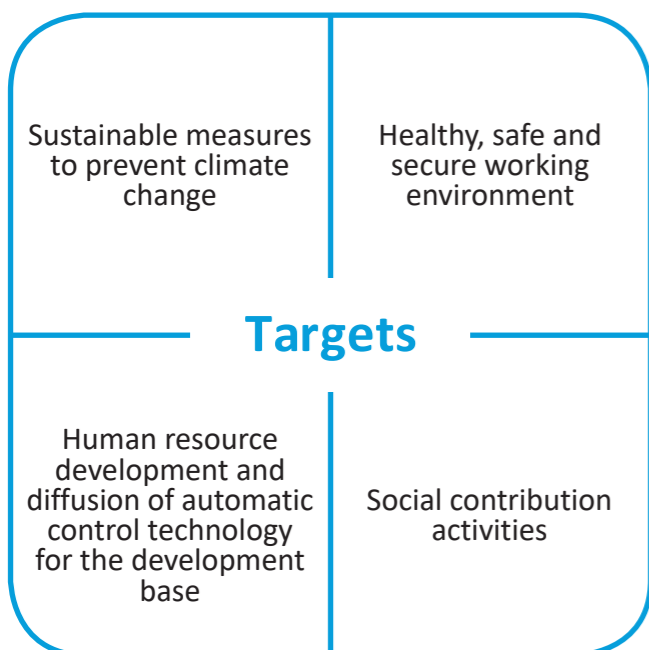 Sustainable measures
to prevent climate
change
Healthy, safe and
secure working
environment
Targets
Human resource
development and
diffusion of automatic
control technology
for the development
base
Social contribution
activities